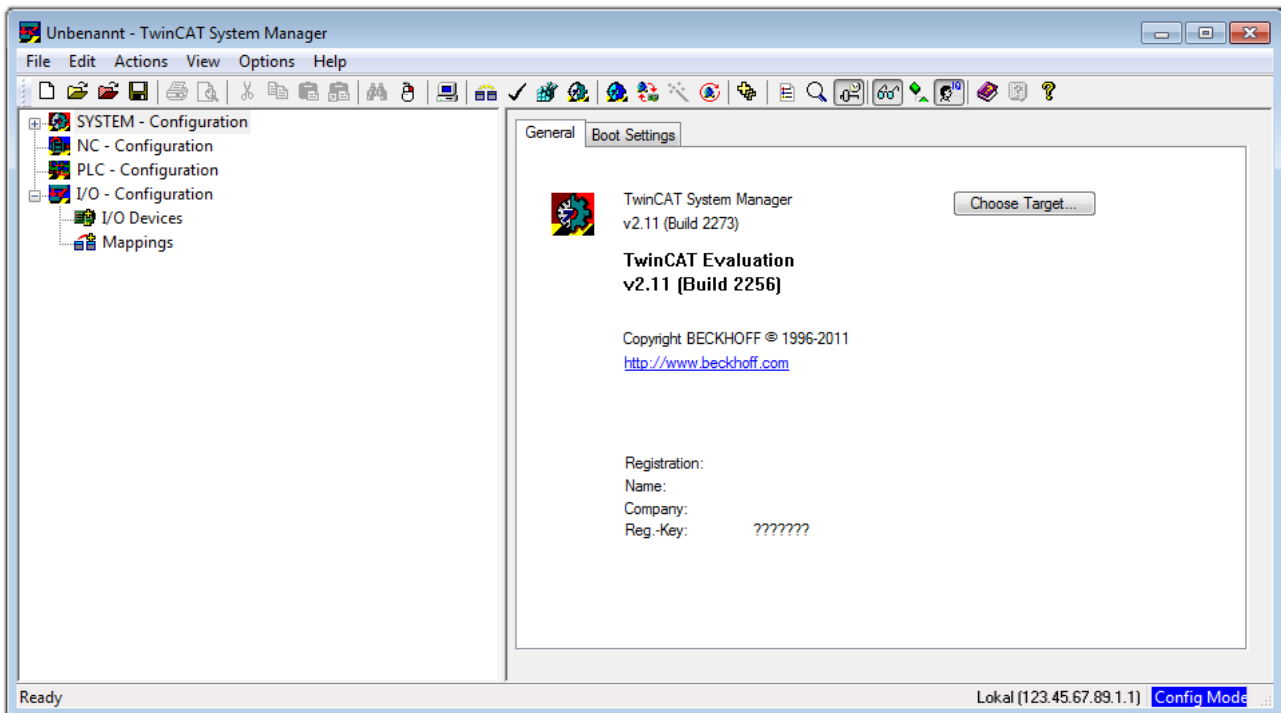 Unbenannt - TwinCAT System Manager
File Edit Actions View Options Help
SYSTEM - Configuration
NC - Configuration
PLC - Configuration
I/O - Configuration
I/O Devices
Mappings
General Boot Settings
TwinCAT System Manager
v2.11 (Build 2273)
Choose Target...
TwinCAT Evaluation
v2.11 (Build 2256)
Copyright BECKHOFF © 1996-2011
http://www.beckhoff.com
Registration:
Name:
Company:
Reg.-Key: ???????
Ready Lokal (123.45.67.89.1.1) Config Mode